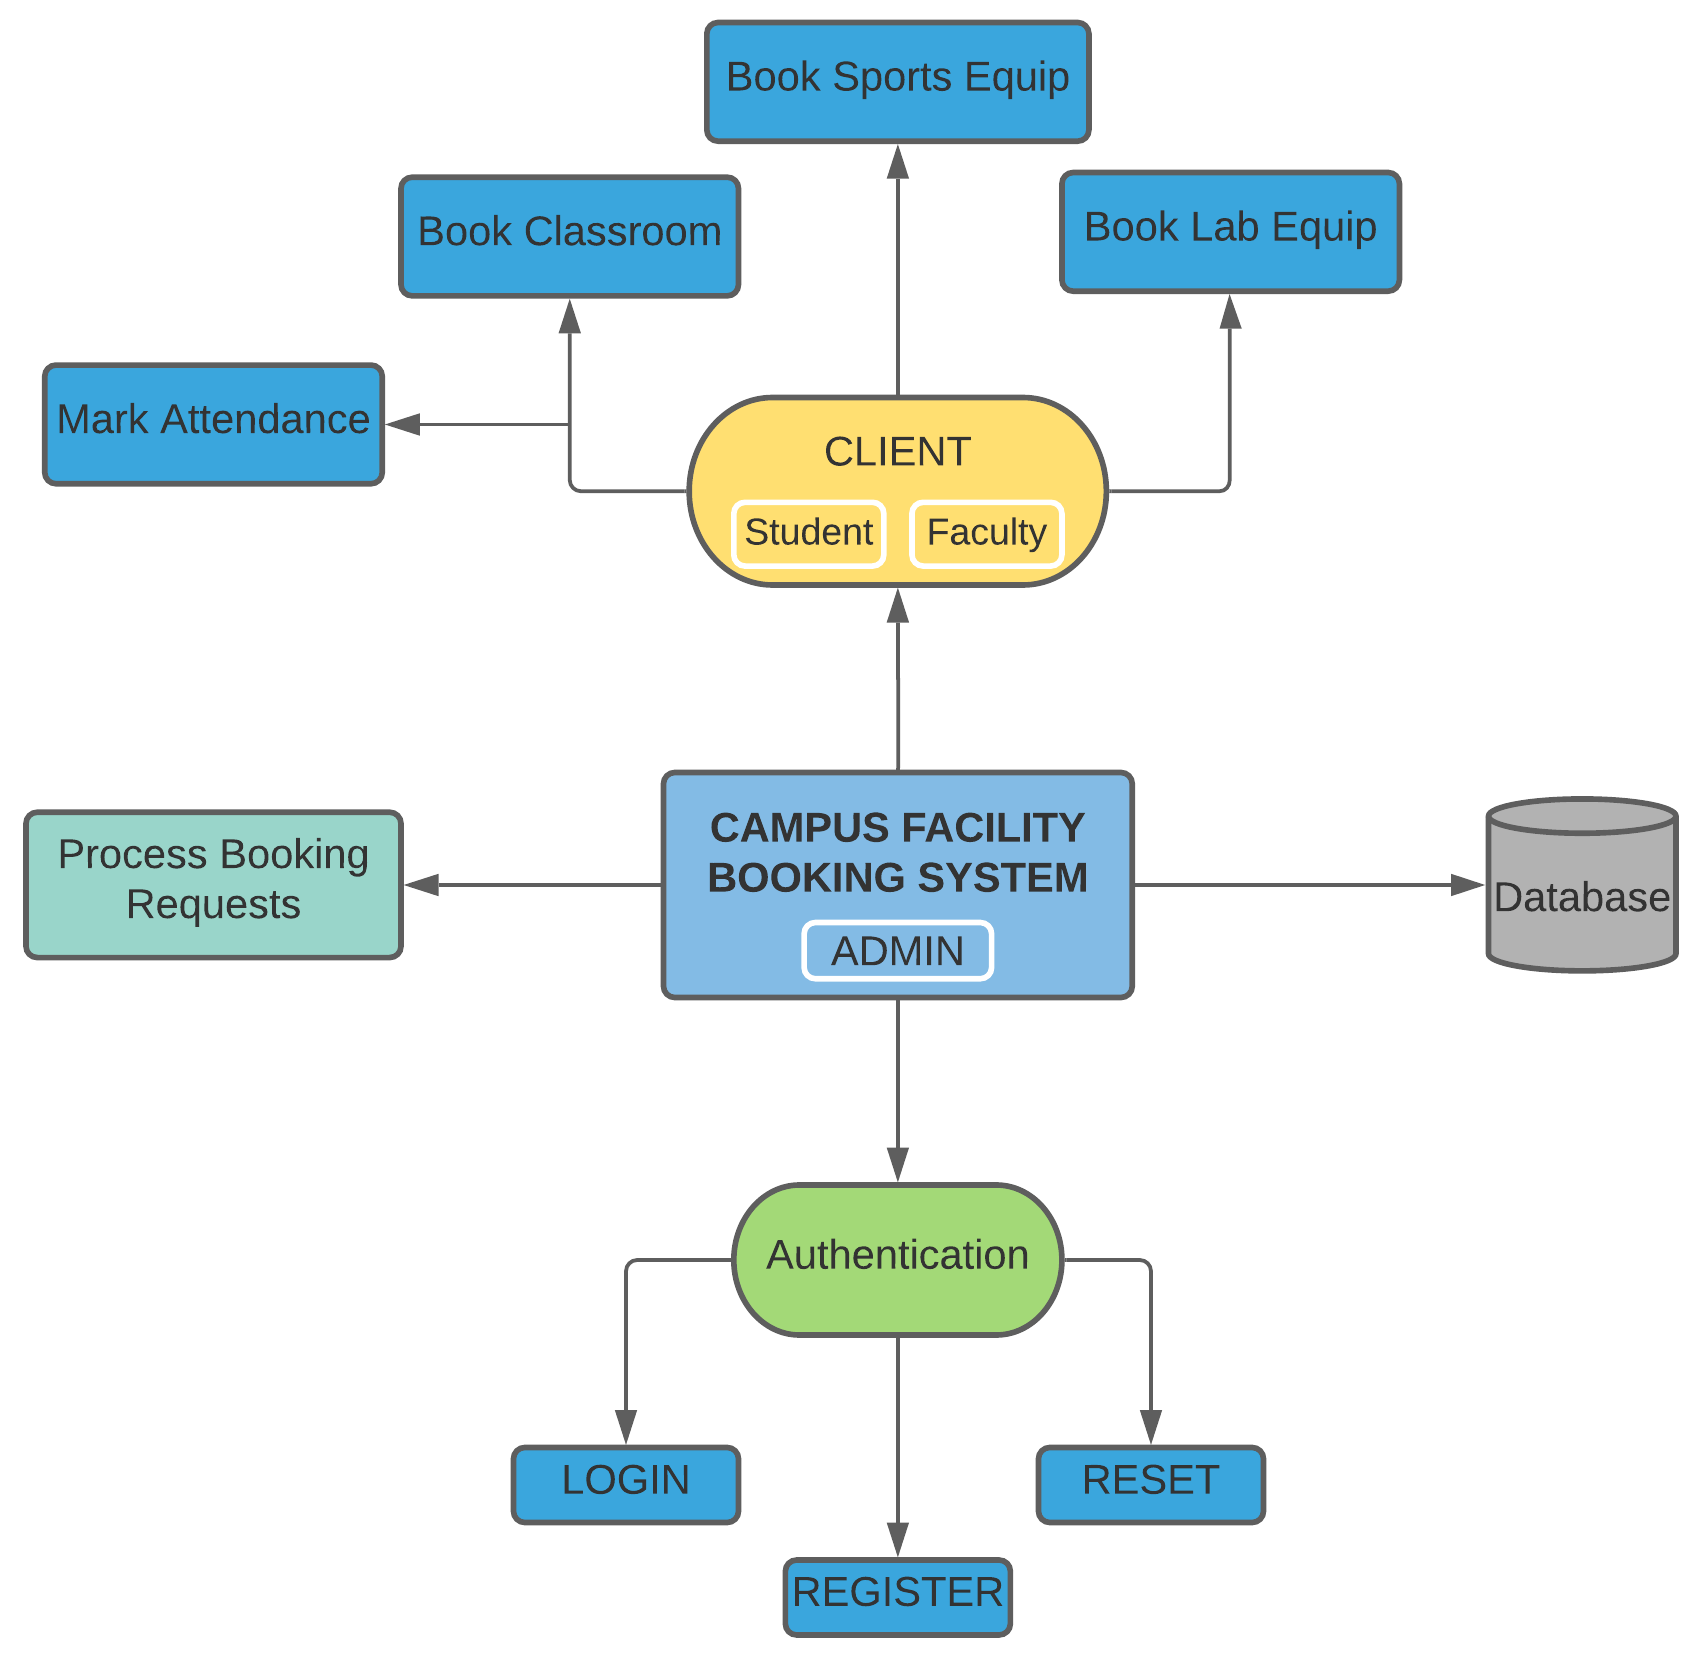 Book Sports Equip
Book Classroom
Book Lab Equip
Mark Attendance
CLIENT
Student
Faculty
CAMPUS FACILITY
BOOKING SYSTEM
ADMIN
Process Booking
Requests
Database
Authentication
LOGIN
RESET
REGISTER